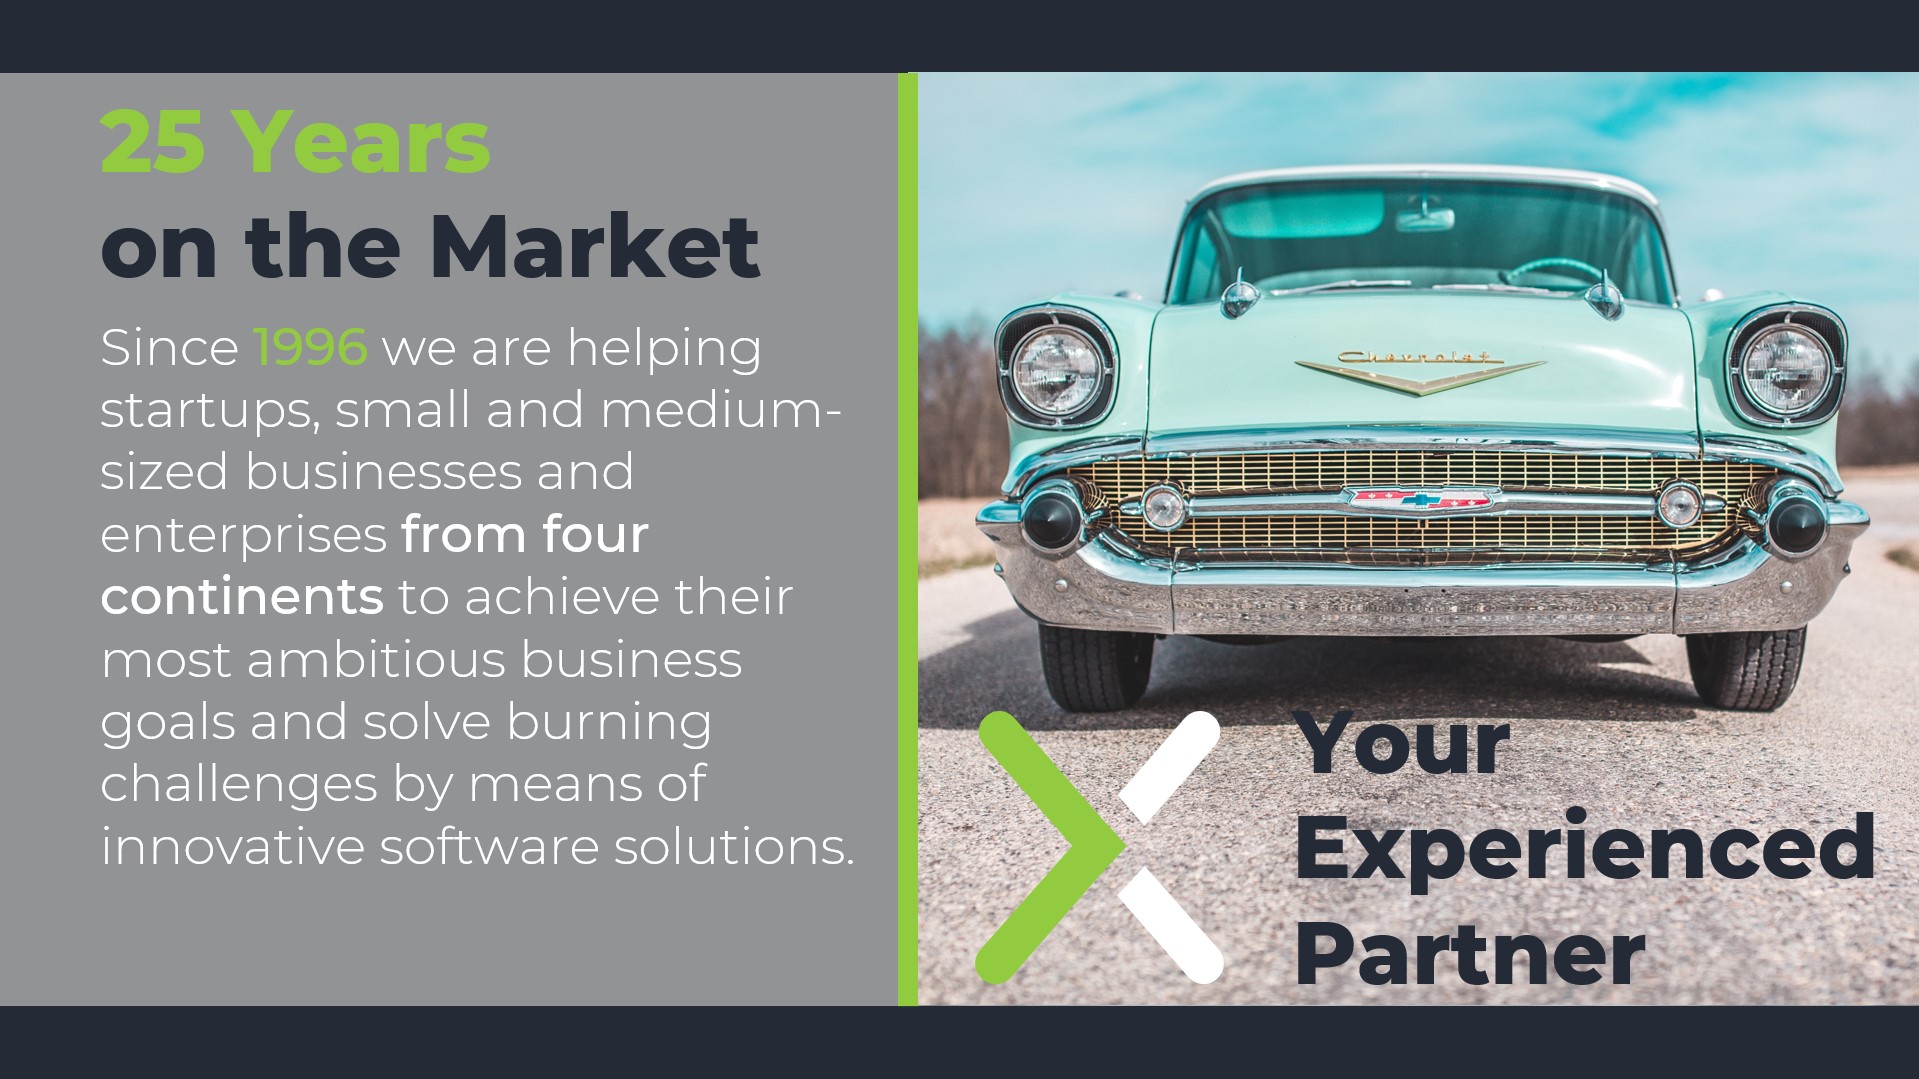 25 Years
on the Market
Since 1996 we are helping
startups, small and medium-
sized businesses and
enterprises from four
continents to achieve their
most ambitious business
goals and solve burning
challenges by means of
innovative software solutions.
Chevrolet
Your
Experienced
Partner